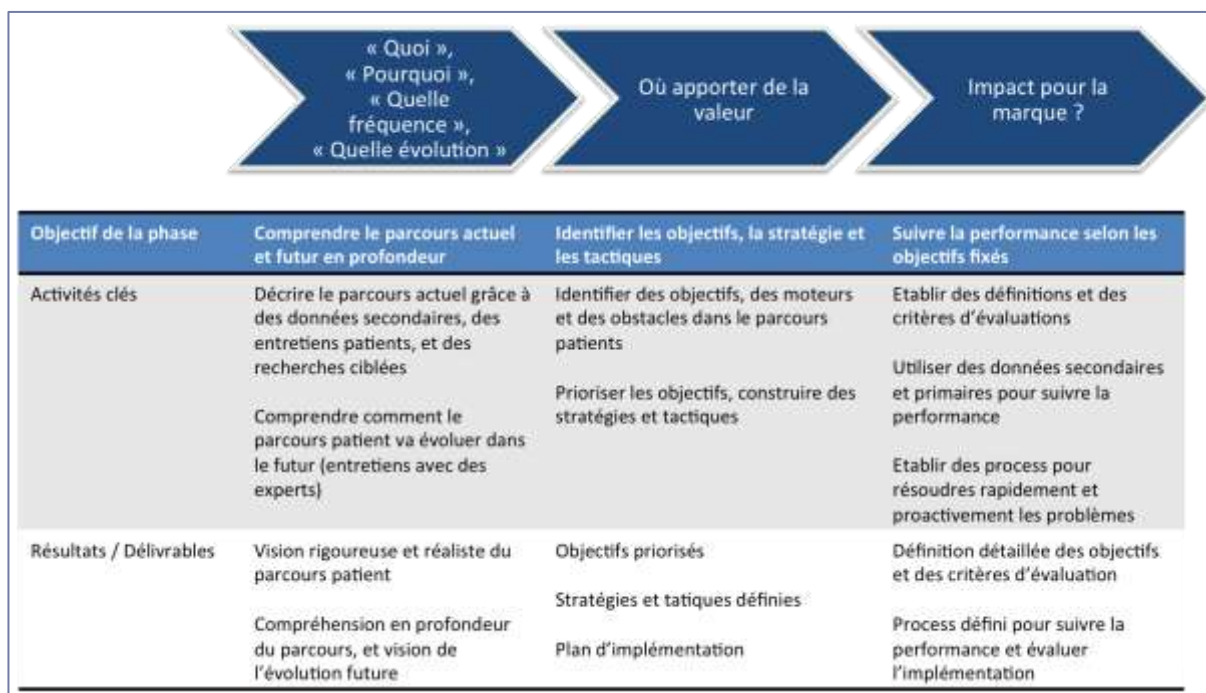 « Quoi »,
« Pourquoi »,
« Quelle
fréquence »,
« Quelle évolution »
Où apporter de la
valeur
Impact pour la
marque ?
Objectif de la phase
Comprendre le parcours actuel
et futur en profondeur
Identifier les objectifs, la stratégie et
les tactiques
Suivre la performance selon les
objectifs fixés
Activités clés
Décrire le parcours actuel grâce à
des données secondaires, des
entretiens patients, et des
recherches ciblées
Comprendre comment le
parcours patient va évoluer dans
le futur (entretiens avec des
experts)
Identifier des objectifs, des moteurs
et des obstacles dans le parcours
patients
Prioriser les objectifs, construire des
stratégies et tactiques
Etablir des définitions et des
critères d'évaluations
Utiliser des données secondaires
et primaires pour suivre la
performance
Etablir des process pour
résoudres rapidement et
proactivement les problèmes
Résultats / Délivrables
Vision rigoureuse et réaliste du
parcours patient
Compréhension en profondeur
du parcours, et vision de
l'évolution future
Objectifs priorisés
Stratégies et tatiques définies
Plan d'implémentation
Définition détaillée des objectifs
et des critères d'évaluation
Process défini pour suivre la
performance et évaluer
l'implémentation